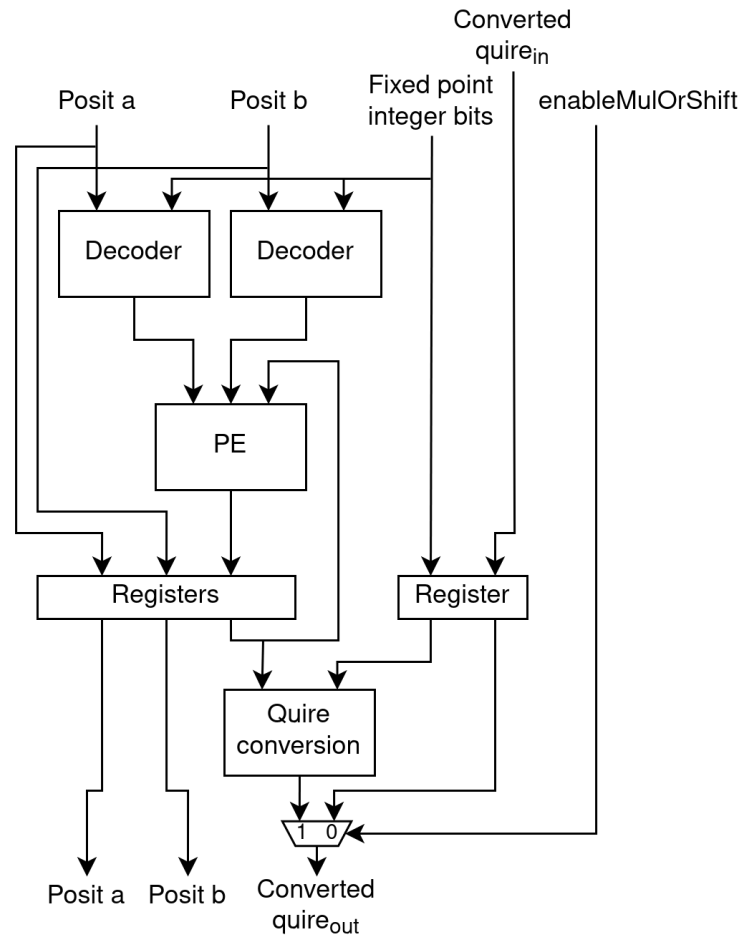 Converted
quire_in
Fixed point
integer bits
Posit a
Posit b
enableMulOrShift
Decoder
Decoder
PE
Registers
Register
Quire
conversion
1 0
Posit a
Posit b
Converted
quire_out